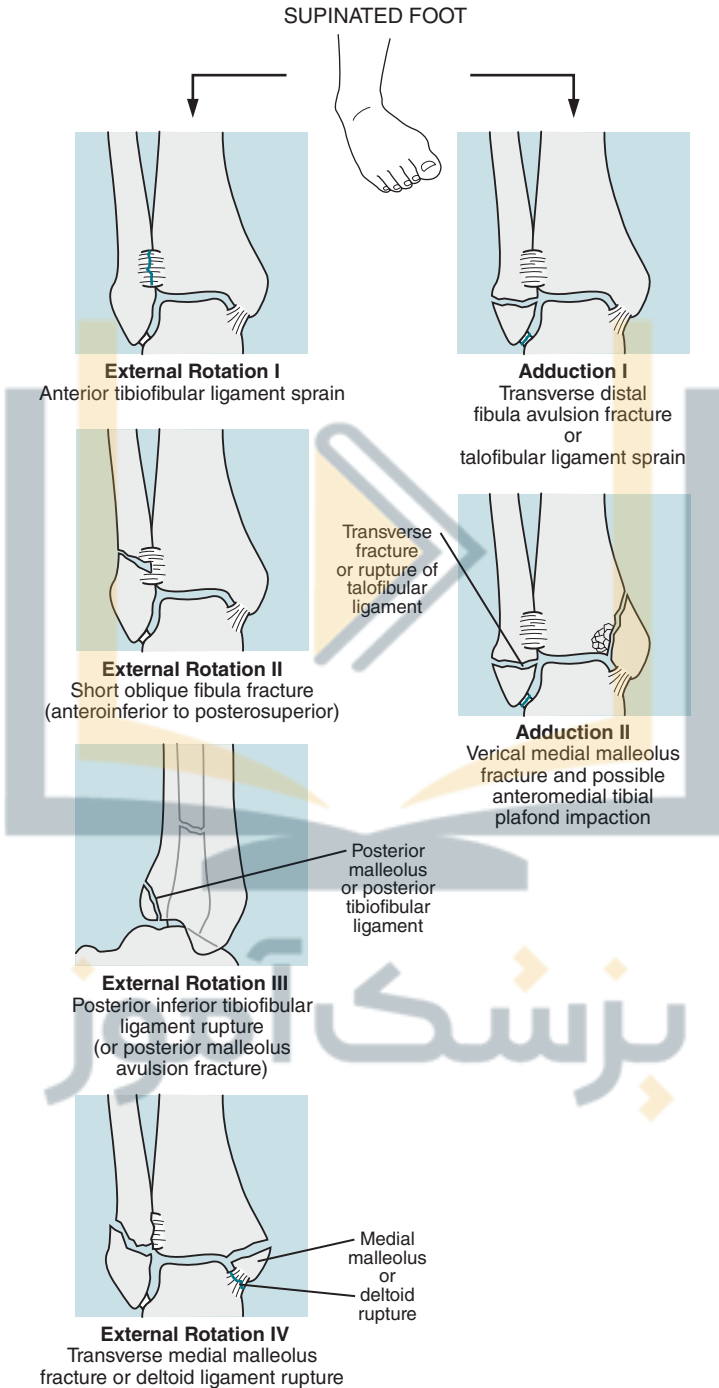 SUPINATED FOOT
External Rotation I
Anterior tibiofibular ligament sprain
Adduction I
Transverse distal
fibula avulsion fracture
or
talofibular ligament sprain
External Rotation II
Short oblique fibula fracture
(anteroinferior to posterosuperior)
Transverse
fracture
or rupture of
talofibular
ligament
Adduction II
Verical medial malleolus
fracture and possible
anteromedial tibial
plafond impaction
Posterior
malleolus
or posterior
tibiofibular
ligament
External Rotation III
Posterior inferior tibiofibular
ligament rupture
(or posterior malleolus
avulsion fracture)
پزشک آموز
Medial
malleolus
or
deltoid
rupture
External Rotation IV
Transverse medial malleolus
fracture or deltoid ligament rupture